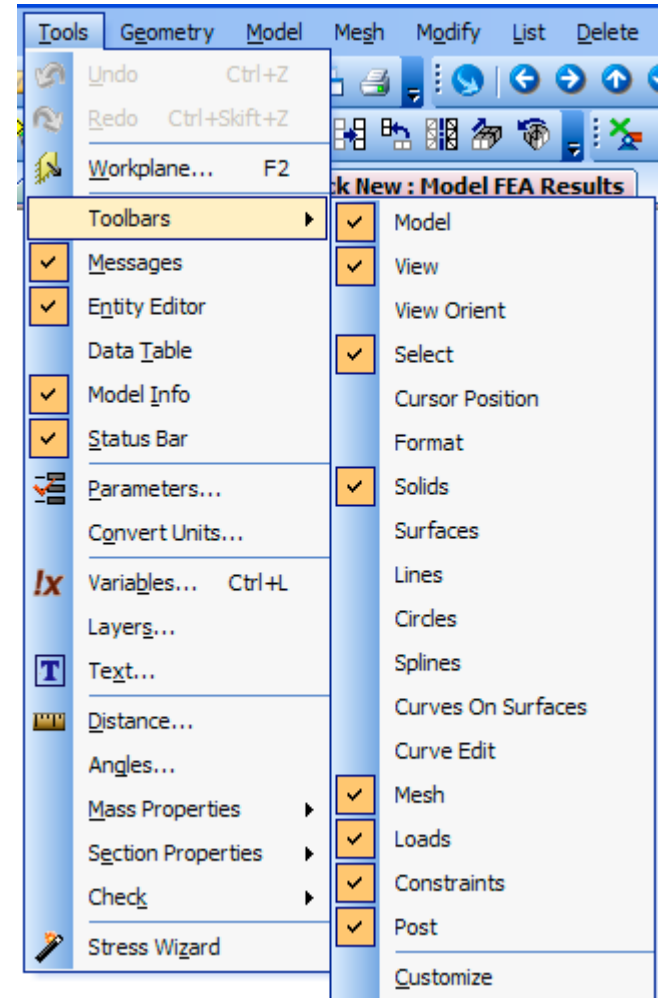 Tools Geometry Model Mesh Modify List Delete
Undo Ctrl+Z
Redo Ctrl+Skift+Z
Workplane... F2
ck New : Model FEA Results
Toolbars
Messages
Entity Editor
Data Table
Model Info
Status Bar
Parameters...
Convert Units...
!x Variables... Ctrl+L
Layers...
T Text...
Distance...
Angles...
Mass Properties
Section Properties
Check
Stress Wizard
Model
View
View Orient
Select
Cursor Position
Format
Solids
Surfaces
Lines
Circles
Splines
Curves On Surfaces
Curve Edit
Mesh
Loads
Constraints
Post
Customize